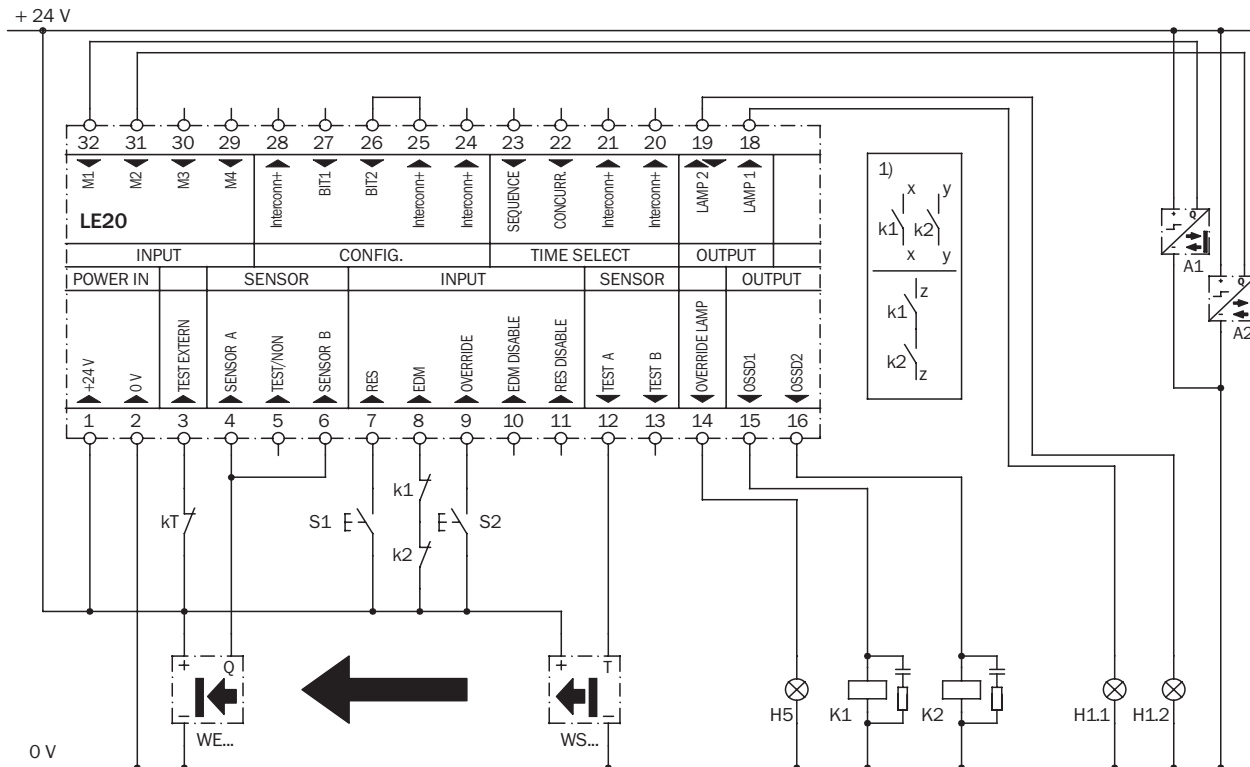 + 24 V
32 31 30 29 28 27 26 25 24 23 22 21 20 19 18
M1 M2 M3 M4 Interconn+ BIT1 BIT2 Interconn+ Interconn+ SEQUENCE CONCURR. Interconn+ Interconn+ LAMP 2 LAMP 1
LE20
INPUT CONFIG. TIME SELECT OUTPUT
POWER IN SENSOR INPUT SENSOR OUTPUT
+24 V 0 V TEST EXTERN SENSOR A TEST/NON SENSOR B RES EDM OVERRIDE EDM DISABLE RES DISABLE TEST A TEST B OVERRIDE LAMP OSSD1 OSSD2
1 2 3 4 5 6 7 8 9 10 11 12 13 14 15 16
1)
x y
k1 k2
x y
z
k1
k2
z
+ Q
-
A1
+ Q
-
A2
k1
kT S1 S2
k2
+ Q
-
WE...
+ T
-
WS...
H5 K1 K2 H1.1 H1.2
0 V